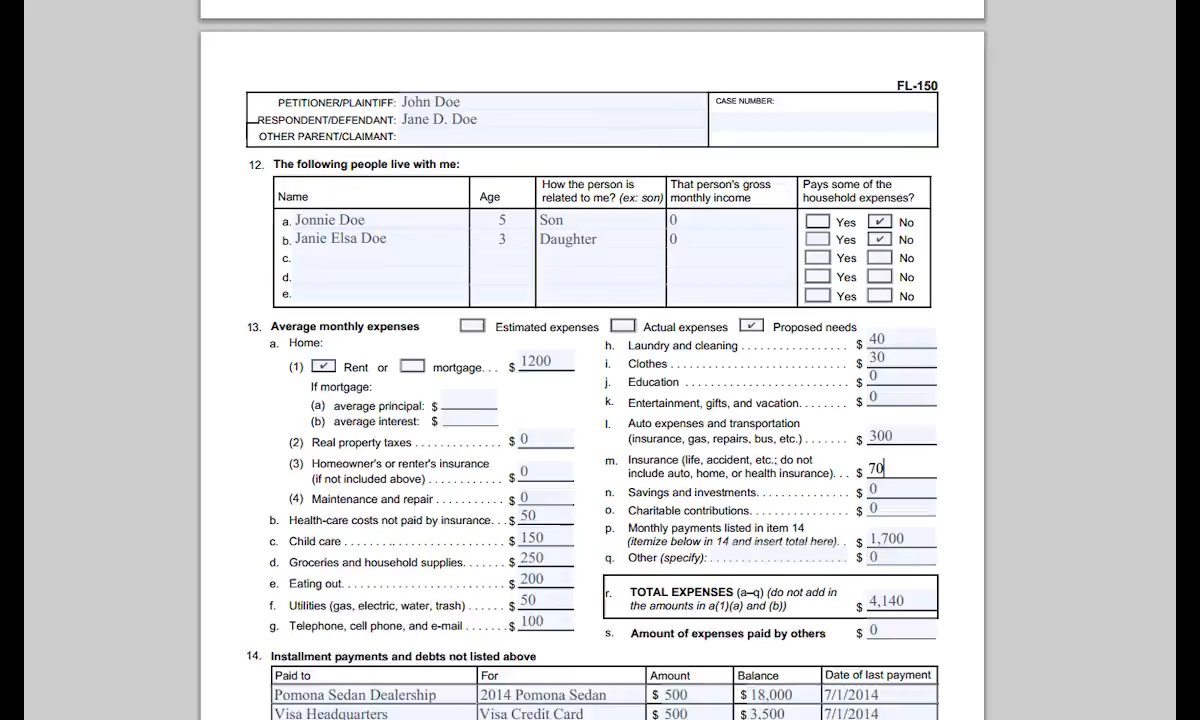 FL-150
PETITIONER/PLAINTIFF: John Doe
CASE NUMBER:
RESPONDENT/DEFENDANT: Jane D. Doe
OTHER PARENT/CLAIMANT:
12. The following people live with me:
Name Age How the person is related to me? (ex: son) That person's gross monthly income Pays some of the household expenses?
a. Jonnie Doe 5 Son 0 Yes ✓ No
b. Janie Elsa Doe 3 Daughter 0 Yes ✓ No
c. Yes No
d. Yes No
e. Yes No
13. Average monthly expenses Estimated expenses Actual expenses ✓ Proposed needs
a. Home:
(1) ✓ Rent or mortgage. . . $ 1200
If mortgage:
(a) average principal: $
(b) average interest: $
(2) Real property taxes . . . . . . . . . . . . . $ 0
(3) Homeowner's or renter's insurance
(if not included above) . . . . . . . . . . . $ 0
(4) Maintenance and repair . . . . . . . . . . $ 0
b. Health-care costs not paid by insurance. . . $ 50
c. Child care . . . . . . . . . . . . . . . . . . . . . . . . $ 150
d. Groceries and household supplies. . . . . . . $ 250
e. Eating out. . . . . . . . . . . . . . . . . . . . . . . . $ 200
f. Utilities (gas, electric, water, trash) . . . . . . $ 50
g. Telephone, cell phone, and e-mail . . . . . . . $ 100
h. Laundry and cleaning . . . . . . . . . . . . . . . . $ 40
i. Clothes . . . . . . . . . . . . . . . . . . . . . . . . . . . $ 30
j. Education . . . . . . . . . . . . . . . . . . . . . . . . . $ 0
k. Entertainment, gifts, and vacation. . . . . . . . $ 0
l. Auto expenses and transportation
(insurance, gas, repairs, bus, etc.) . . . . . . . $ 300
m. Insurance (life, accident, etc.; do not
include auto, home, or health insurance). . . $ 70
n. Savings and investments. . . . . . . . . . . . . . $ 0
o. Charitable contributions. . . . . . . . . . . . . . . $ 0
p. Monthly payments listed in item 14
(itemize below in 14 and insert total here). . $ 1,700
q. Other (specify): . . . . . . . . . . . . . . . . . . . . $ 0
r. TOTAL EXPENSES (a–q) (do not add in
the amounts in a(1)(a) and (b)) $ 4,140
s. Amount of expenses paid by others $ 0
14. Installment payments and debts not listed above
Paid to For Amount Balance Date of last payment
Pomona Sedan Dealership 2014 Pomona Sedan $ 500 $ 18,000 7/1/2014
Visa Headquarters Visa Credit Card $ 500 $ 3,500 7/1/2014